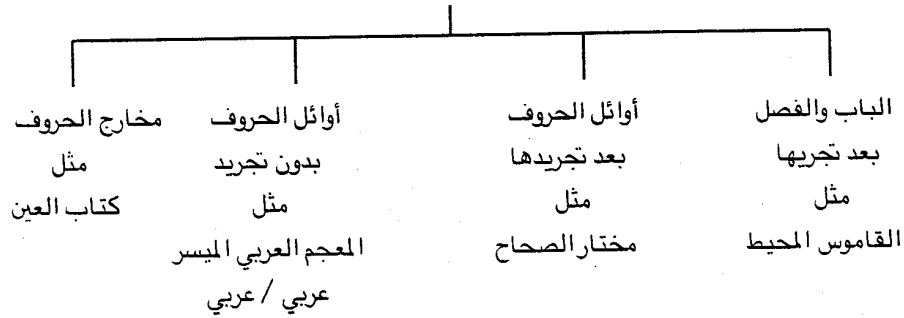 الباب والفصل
بعد تجريها
مثل
القاموس المحيط
أوائل الحروف
بعد تجريدها
مثل
مختار الصحاح
أوائل الحروف
بدون تجريد
مثل
المعجم العربي الميسر
عربي / عربي
مخارج الحروف
مثل
كتاب العين